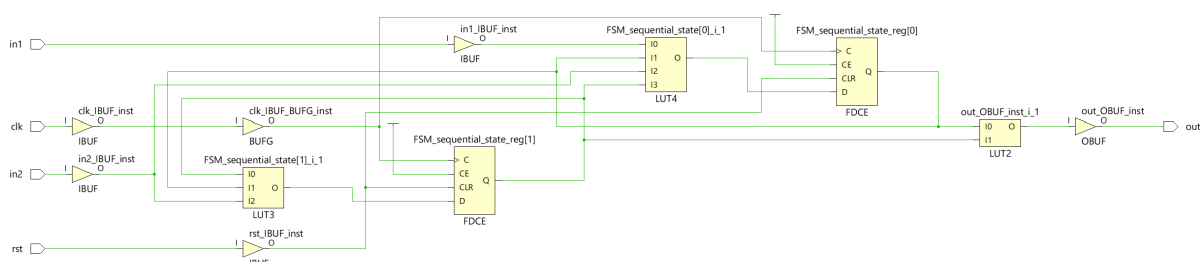 in1
I
in1_IBUF_inst
O
IBUF
FSM_sequential_state[0]_i_1
I0
I1
I2
I3
O
LUT4
FSM_sequential_state_reg[0]
C
CE
CLR
D
Q
FDCE
clk
I
clk_IBUF_inst
O
IBUF
I
clk_IBUF_BUFG_inst
O
BUFG
in2
I
in2_IBUF_inst
O
IBUF
FSM_sequential_state[1]_i_1
I0
I1
I2
O
LUT3
FSM_sequential_state_reg[1]
C
CE
CLR
D
Q
FDCE
out_OBUF_inst_i_1
I0
I1
O
LUT2
I
out_OBUF_inst
O
OBUF
out
rst
I
rst_IBUF_inst
O
IBUF